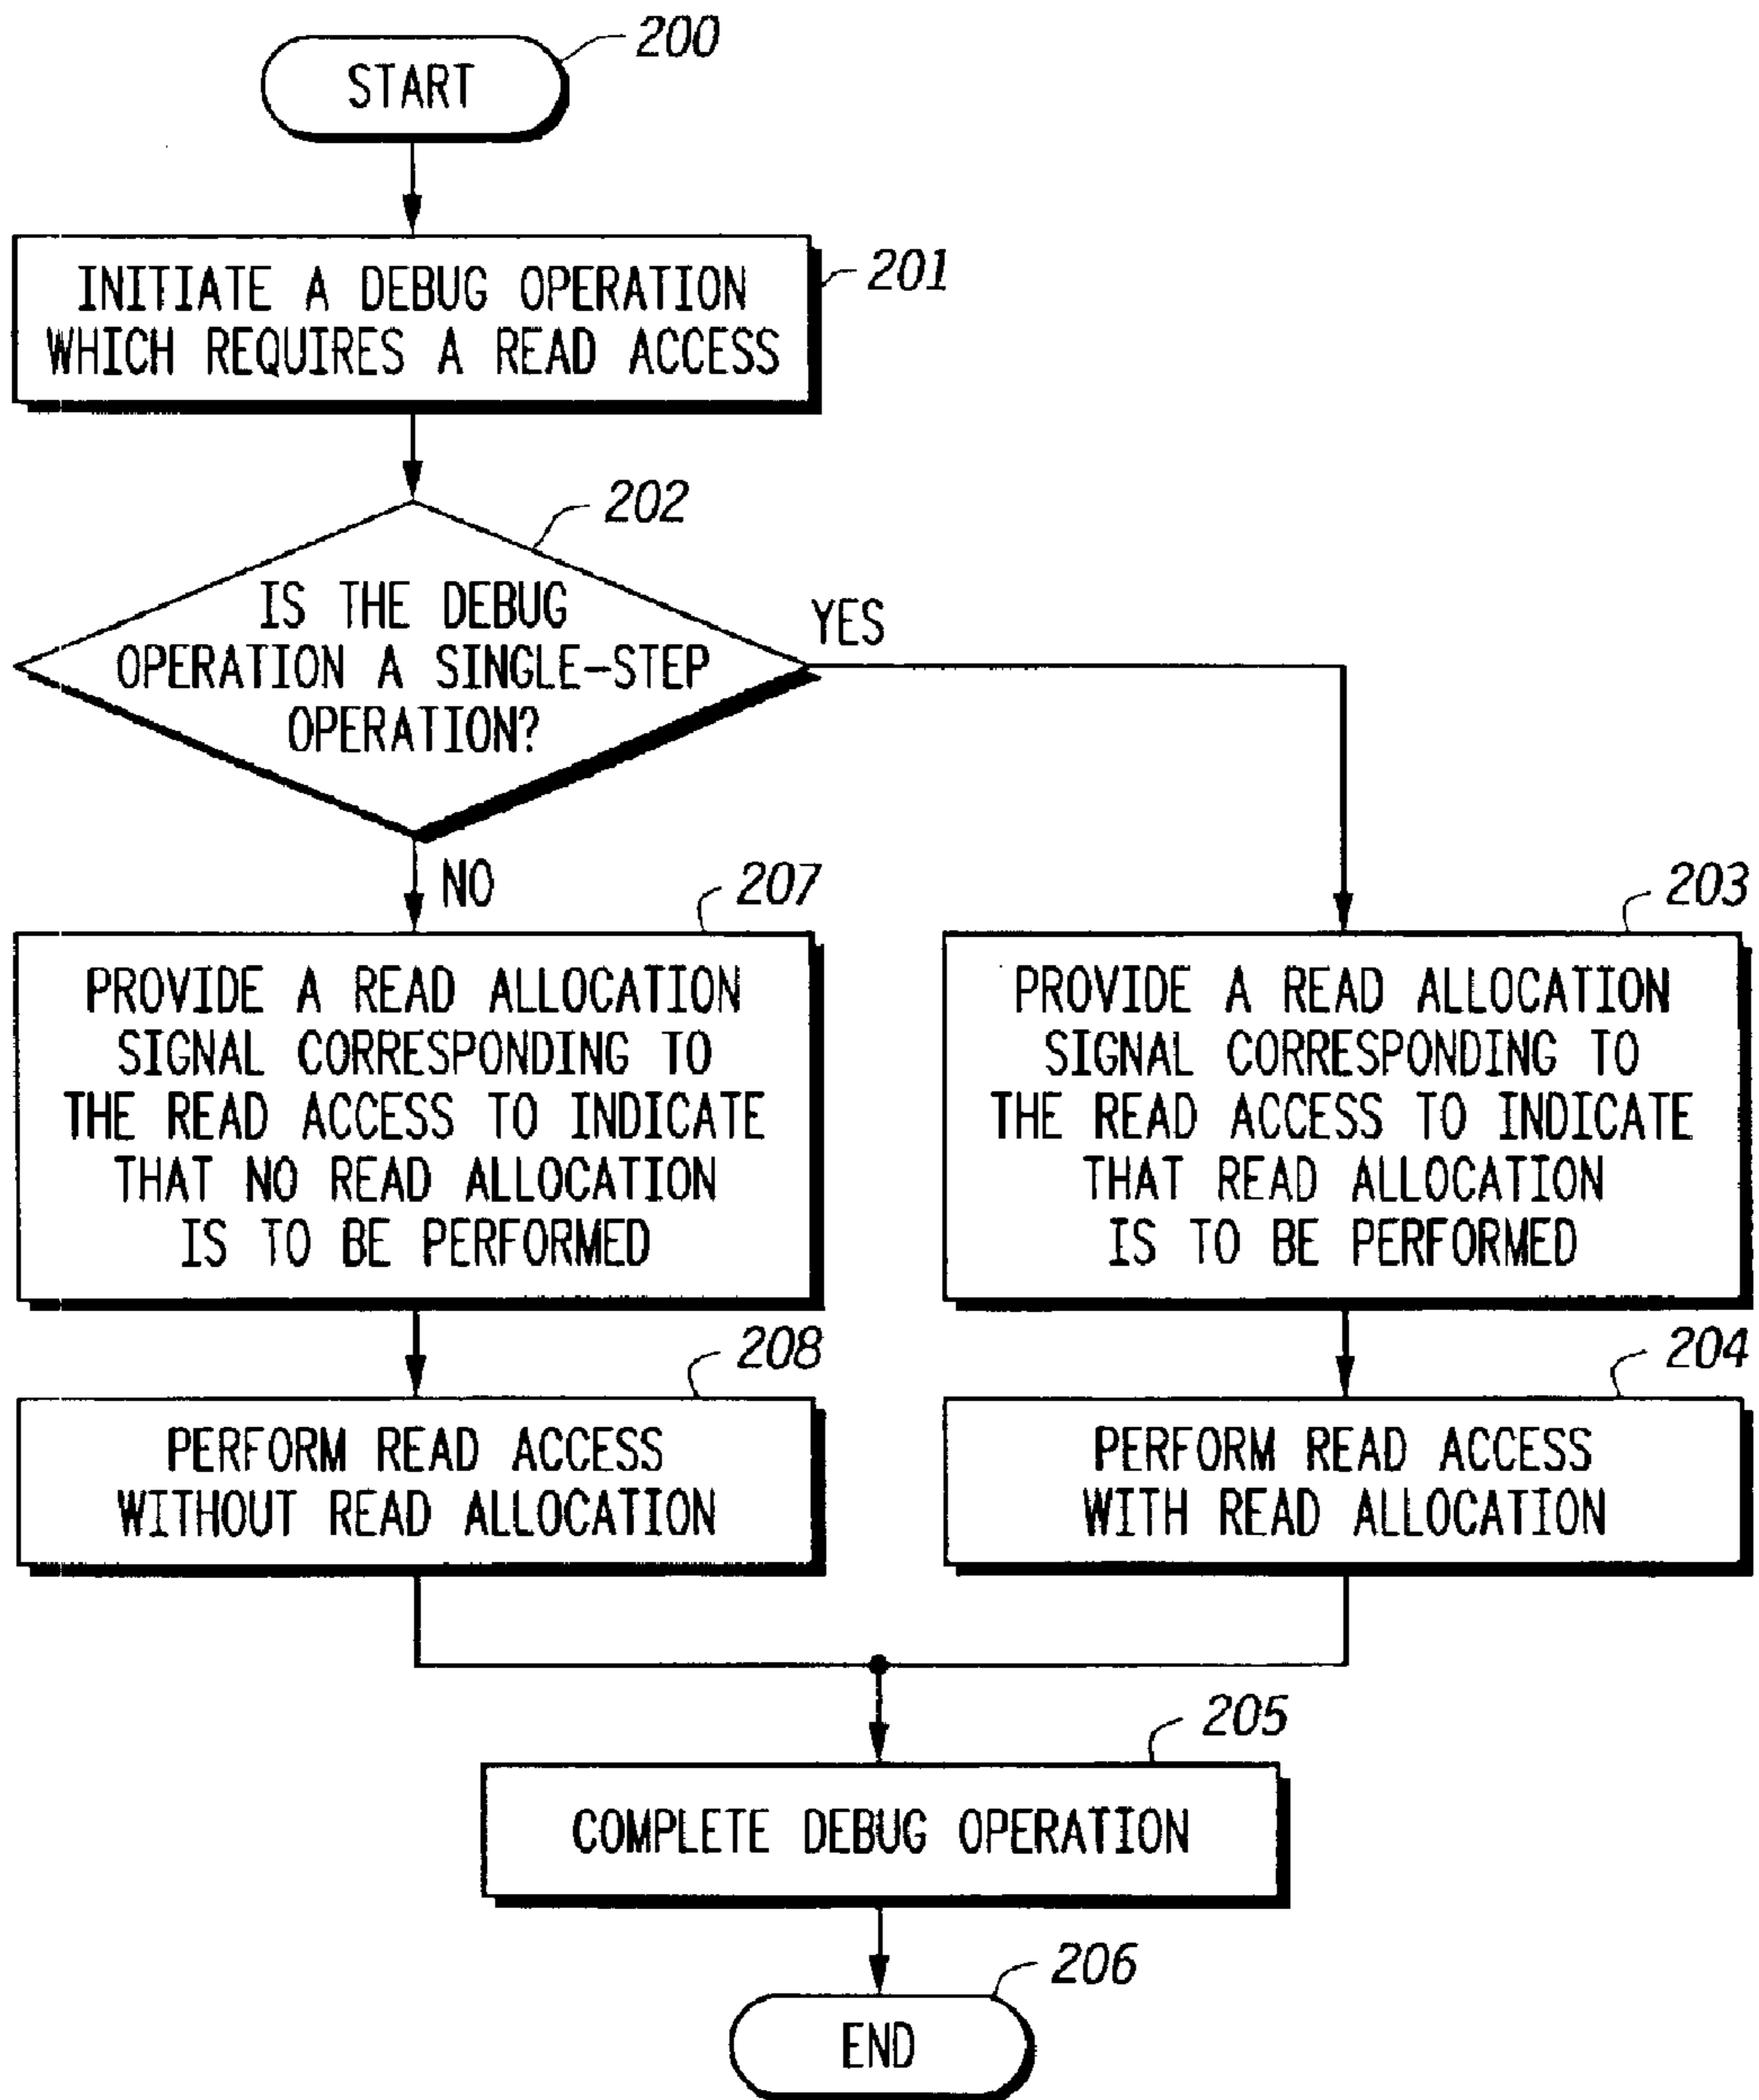 200
START
201
INITIATE A DEBUG OPERATION
WHICH REQUIRES A READ ACCESS
202
IS THE DEBUG
OPERATION A SINGLE-STEP
OPERATION?
YES
NO
207
PROVIDE A READ ALLOCATION
SIGNAL CORRESPONDING TO
THE READ ACCESS TO INDICATE
THAT NO READ ALLOCATION
IS TO BE PERFORMED
203
PROVIDE A READ ALLOCATION
SIGNAL CORRESPONDING TO
THE READ ACCESS TO INDICATE
THAT READ ALLOCATION
IS TO BE PERFORMED
208
PERFORM READ ACCESS
WITHOUT READ ALLOCATION
204
PERFORM READ ACCESS
WITH READ ALLOCATION
205
COMPLETE DEBUG OPERATION
206
END